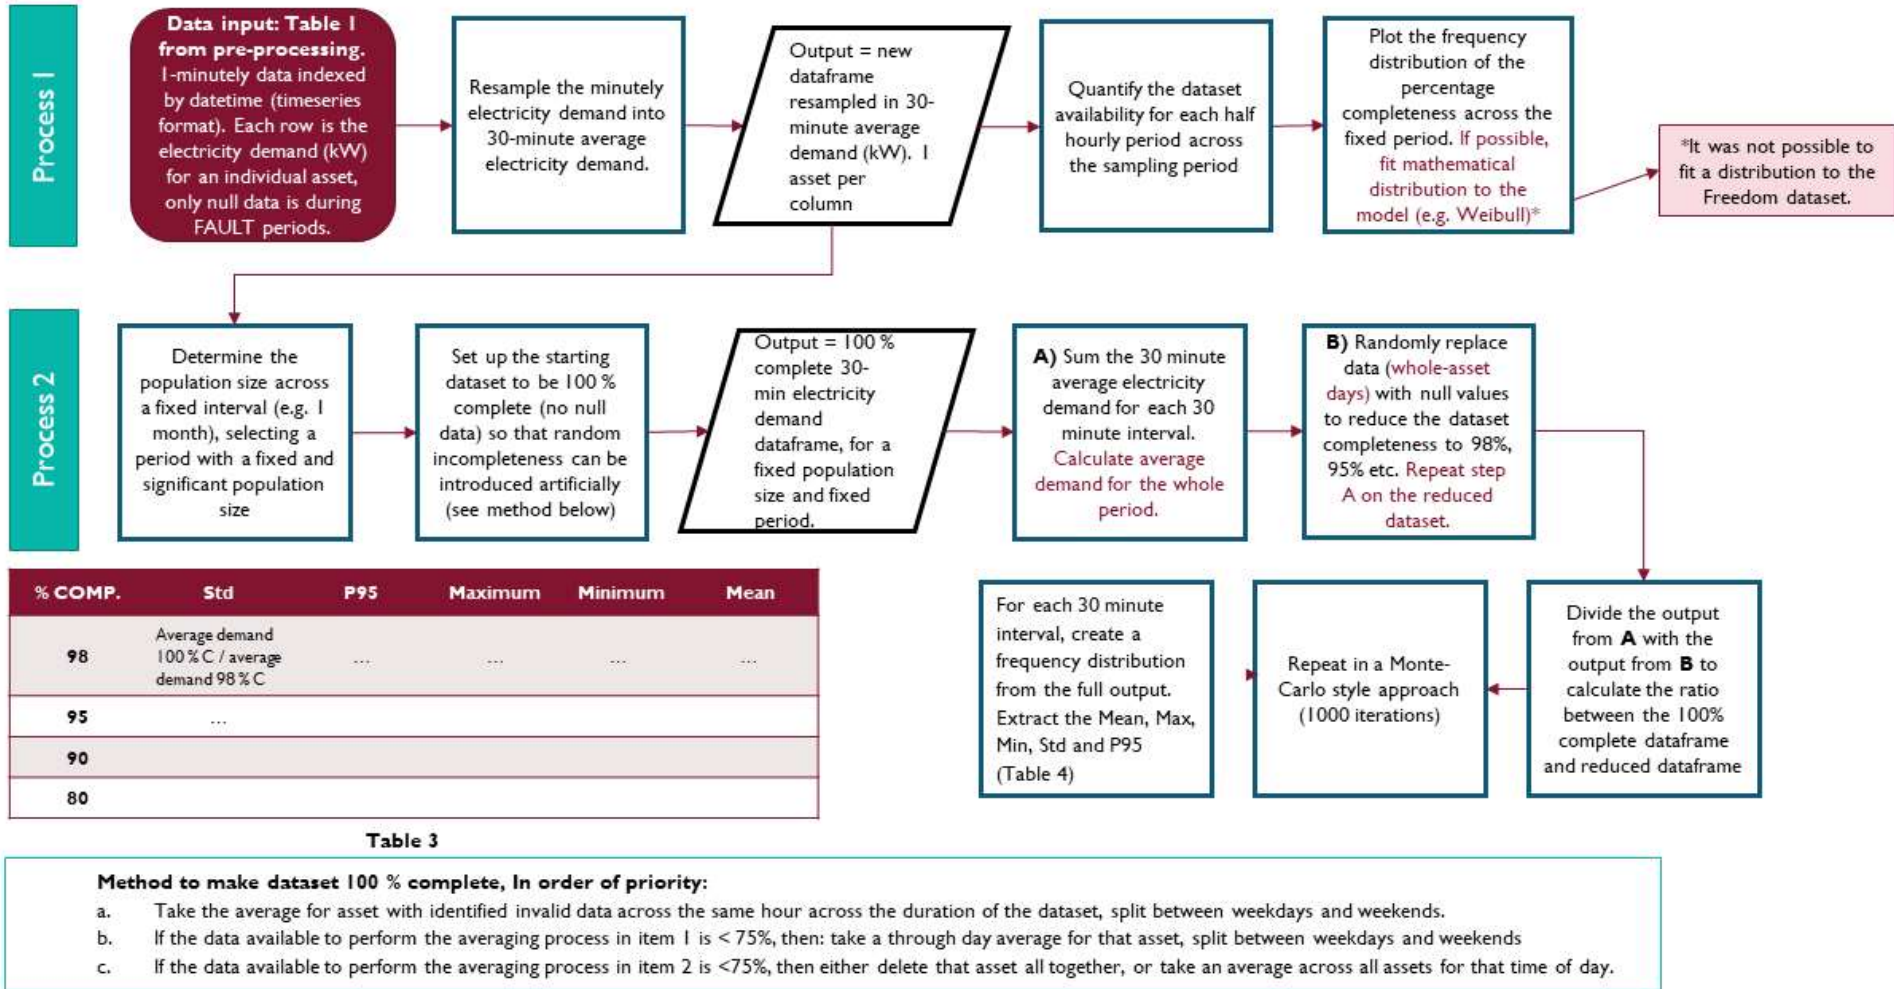 Process 1
Data input: Table 1
from pre-processing.
1-minutely data indexed
by datetime (timeseries
format). Each row is the
electricity demand (kW)
for an individual asset,
only null data is during
FAULT periods.
Resample the minutely
electricity demand into
30-minute average
electricity demand.
Output = new
dataframe
resampled in 30-
minute average
demand (kW). 1
asset per
column
Quantify the dataset
availability for each half
hourly period across
the sampling period
Plot the frequency
distribution of the
percentage
completeness across the
fixed period. If possible,
fit mathematical
distribution to the
model (e.g. Weibull)*
*It was not possible to
fit a distribution to the
Freedom dataset.
Process 2
Determine the
population size across
a fixed interval (e.g. 1
month), selecting a
period with a fixed and
significant population
size
Set up the starting
dataset to be 100 %
complete (no null
data) so that random
incompleteness can be
introduced artificially
(see method below)
Output = 100 %
complete 30-
min electricity
demand
dataframe, for a
fixed population
size and fixed
period.
A) Sum the 30 minute
average electricity
demand for each 30
minute interval.
Calculate average
demand for the whole
period.
B) Randomly replace
data (whole-asset
days) with null values
to reduce the dataset
completeness to 98%,
95% etc. Repeat step
A on the reduced
dataset.
Divide the output
from A with the
output from B to
calculate the ratio
between the 100%
complete dataframe
and reduced dataframe
Repeat in a Monte-
Carlo style approach
(1000 iterations)
For each 30 minute
interval, create a
frequency distribution
from the full output.
Extract the Mean, Max,
Min, Std and P95
(Table 4)
% COMP. Std P95 Maximum Minimum Mean
98 Average demand
100 % C / average
demand 98 % C
... ... ... ...
95 ...
90
80
Table 3
Method to make dataset 100 % complete, In order of priority:
a. Take the average for asset with identified invalid data across the same hour across the duration of the dataset, split between weekdays and weekends.
b. If the data available to perform the averaging process in item 1 is < 75%, then: take a through day average for that asset, split between weekdays and weekends
c. If the data available to perform the averaging process in item 2 is <75%, then either delete that asset all together, or take an average across all assets for that time of day.